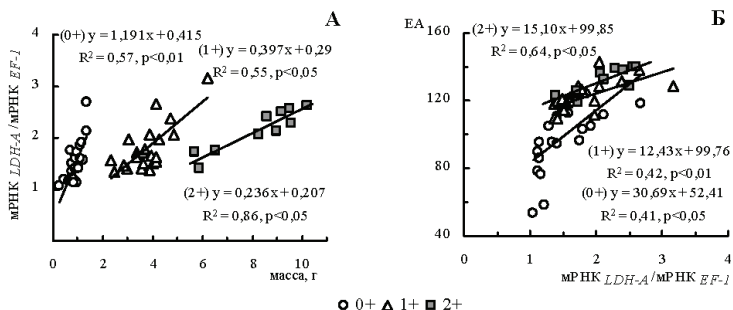 А
мРНК LDH-A /мРНК EF-1
(0+) y = 1,191x + 0,415
R² = 0,57, p<0,01
(1+) y = 0,397x + 0,29
R² = 0,55, p<0,05
(2+) y = 0,236x + 0,207
R² = 0,86, p<0,05
4
3
2
1
0 2 4 6 8 10
масса, г
Б
ЕА
(2+) y = 15,10x + 99,85
R² = 0,64, p<0,05
(1+) y = 12,43x + 99,76
R² = 0,42, p<0,01
(0+) y = 30,69x + 52,41
R² = 0,41, p<0,05
160
120
80
40
0 1 2 3 4
мРНК LDH-A /мРНК EF-1
0+ 1+ 2+